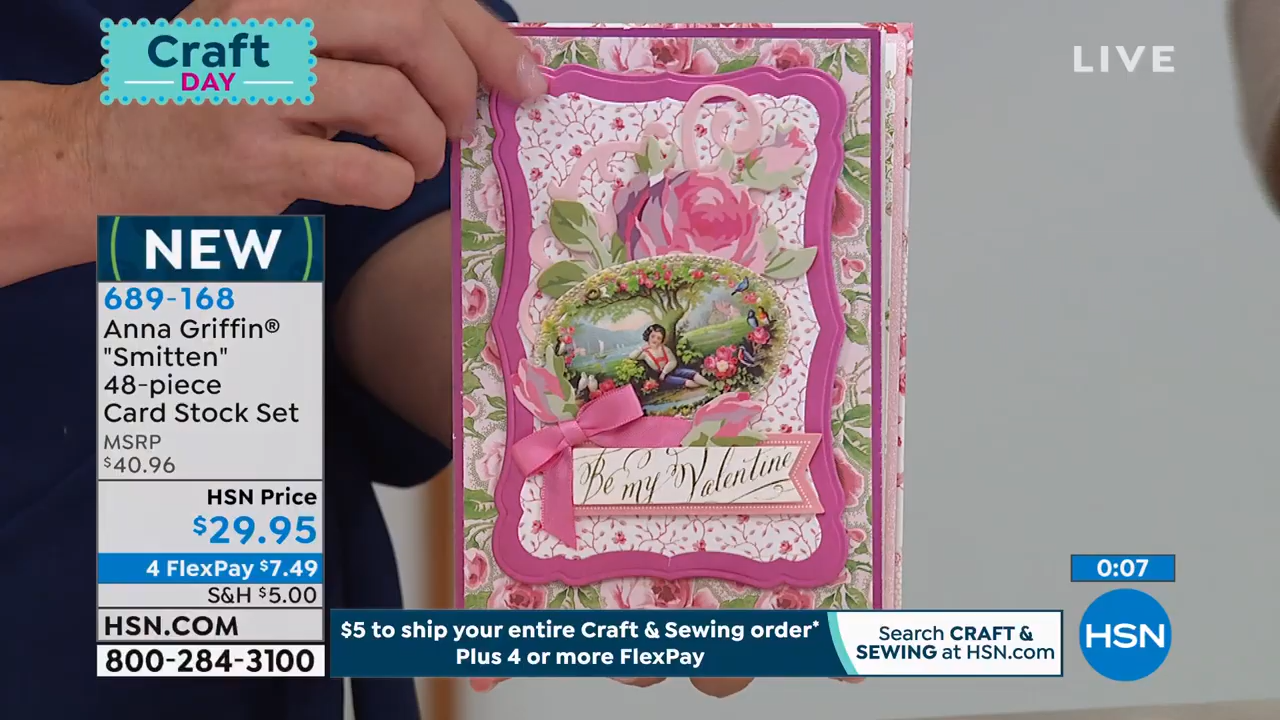 Craft
DAY
LIVE
NEW
689-168
Anna Griffin®
"Smitten"
48-piece
Card Stock Set
MSRP
$40.96
HSN Price
$29.95
4 FlexPay $7.49
S&H $5.00
HSN.COM
800-284-3100
Be my Valentine
$5 to ship your entire Craft & Sewing order*
Plus 4 or more FlexPay
Search CRAFT &
SEWING at HSN.com
0:07
HSN